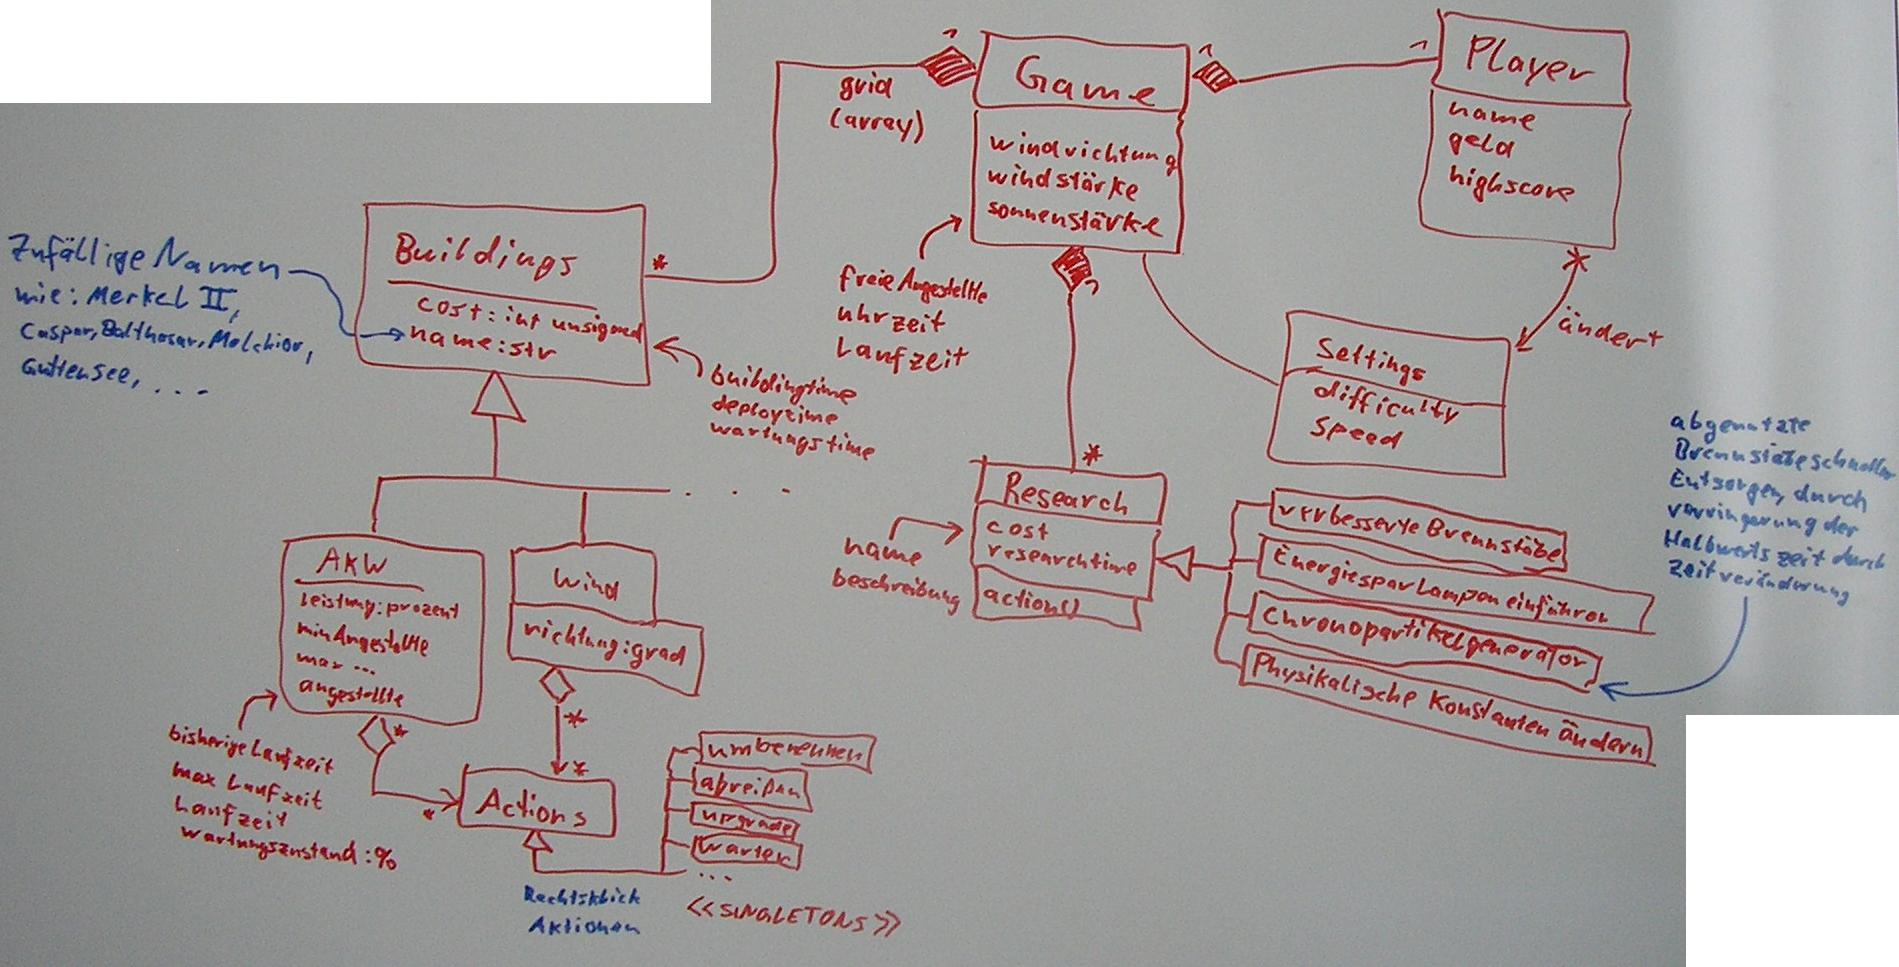 Game
windrichtung
windstärke
sonnenstärke
freie Angestellte
uhrzeit
Laufzeit
1
1
1
1
grid
(array)
Player
name
geld
highscore
*
ändert
Settings
difficulty
Speed
Buildings
cost: int unsigned
name: str
*
Zufällige Namen
wie: Merkel II,
Caspar, Balthasar, Melchior,
Guttensee, . . .
buildingtime
deploytime
wartungstime
. . . .
AKW
Leistung: prozent
minAngestellte
max ...
angestellte
bisherige Laufzeit
max Laufzeit
Laufzeit
wartungszustand: %
*
*
Wind
richtung: grad
*
*
Actions
umbenennen
abreißen
upgrade
warten
...
<<SINGLETONS>>
Rechtsklick
Aktionen
*
Research
cost
researchtime
action()
name
beschreibung
verbesserte Brennstäbe
Energiesparlampen einführen
Chronopartikelgenerator
Physikalische Konstanten ändern
abgenutzte
Brennstäbe schneller
Entsorgen, durch
verringerung der
Halbwertszeit durch
Zeitveränderung